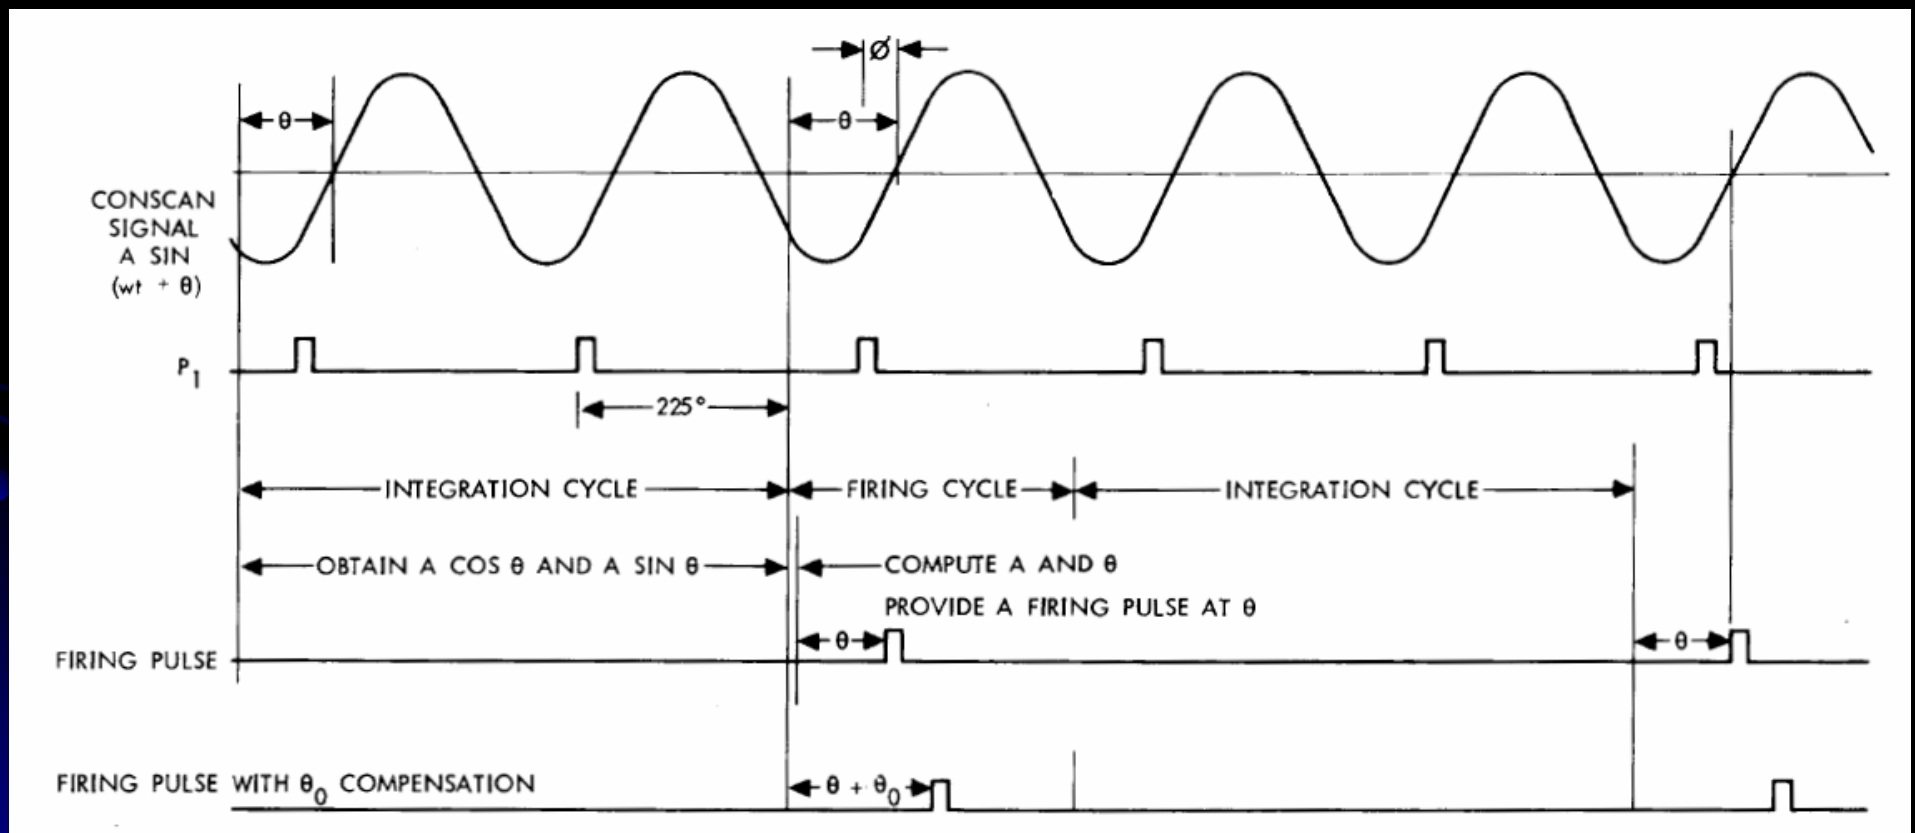 Ø
θ
θ
CONSCAN
SIGNAL
A SIN
(wt + θ)
P1
225°
INTEGRATION CYCLE
FIRING CYCLE
INTEGRATION CYCLE
OBTAIN A COS θ AND A SIN θ
COMPUTE A AND θ
PROVIDE A FIRING PULSE AT θ
θ
θ
FIRING PULSE
FIRING PULSE WITH θ0 COMPENSATION
θ + θ0